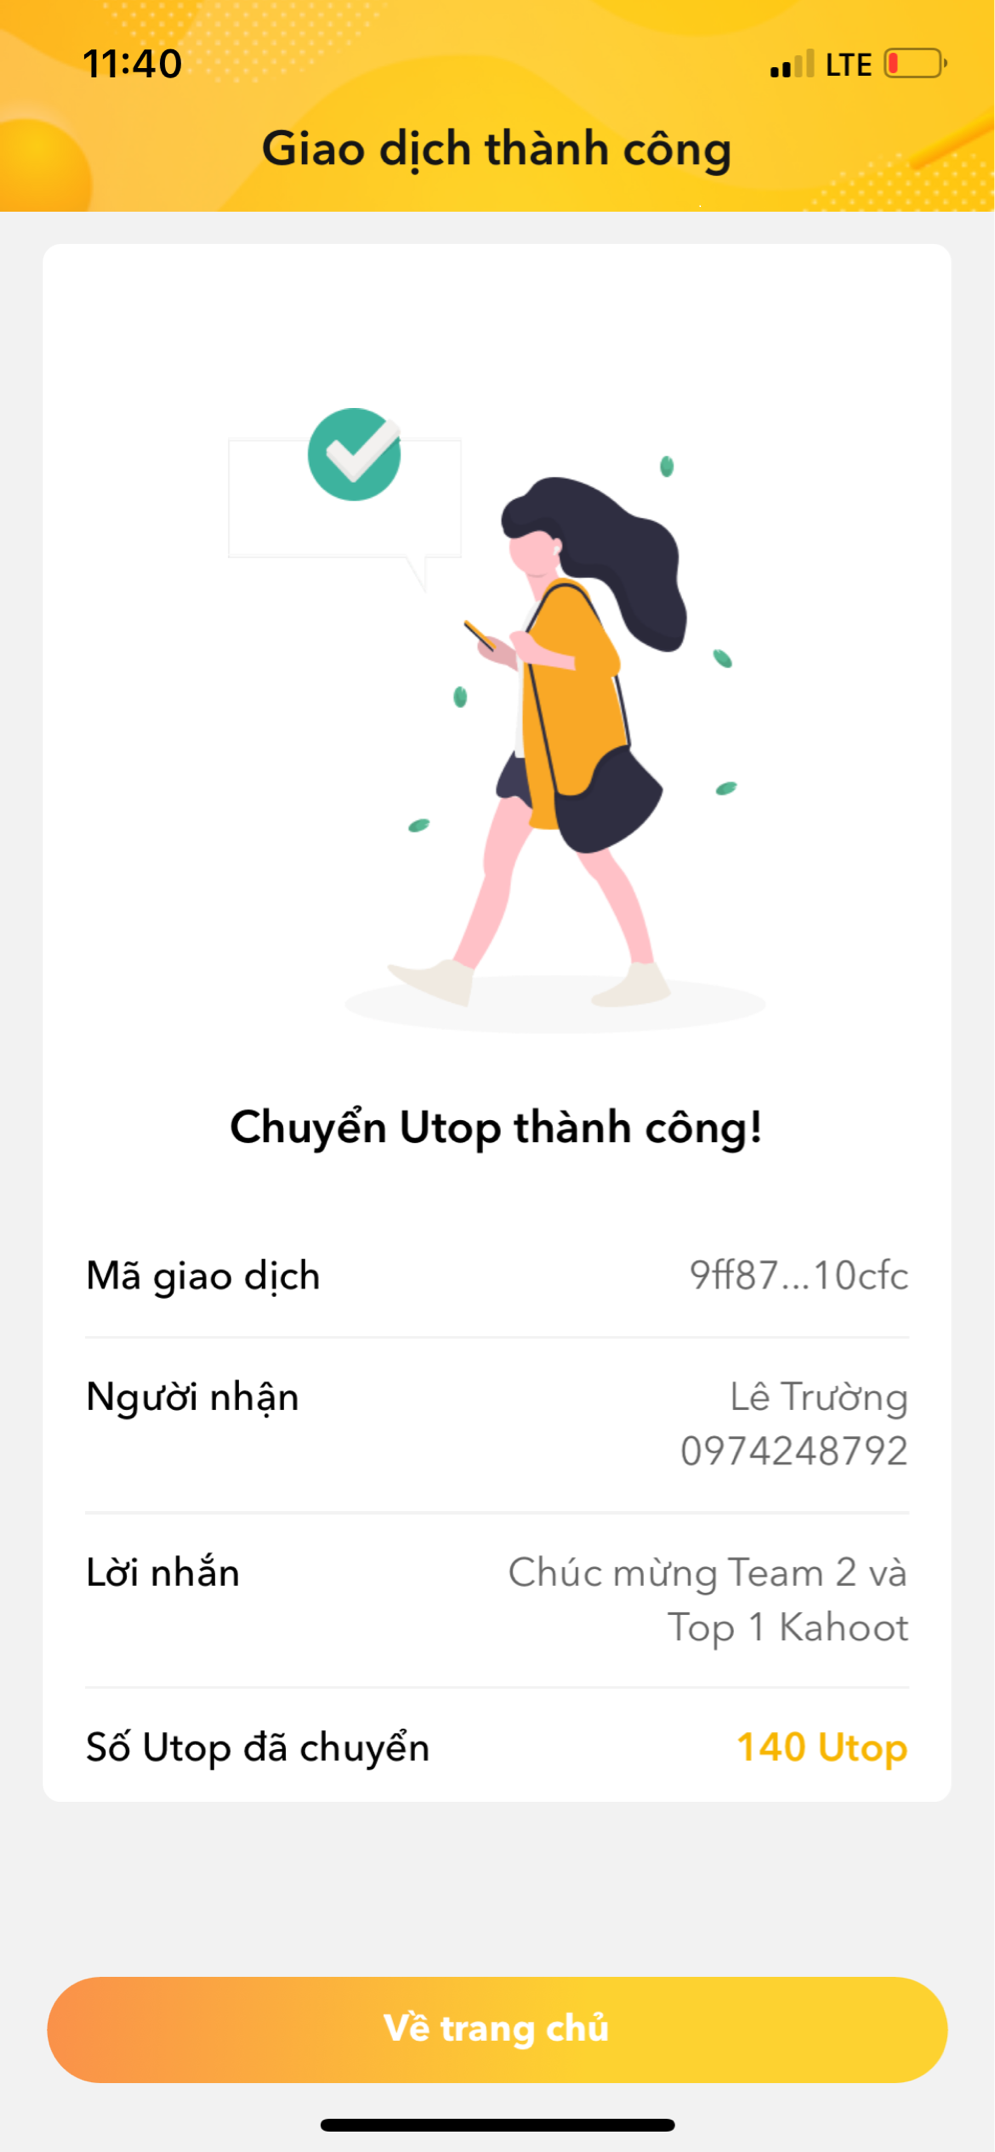 11:40
LTE
Giao dịch thành công
Chuyển Utop thành công!
Mã giao dịch
9ff87...10cfc
Người nhận
Lê Trường
0974248792
Lời nhắn
Chúc mừng Team 2 và
Top 1 Kahoot
Số Utop đã chuyển
140 Utop
Về trang chủ